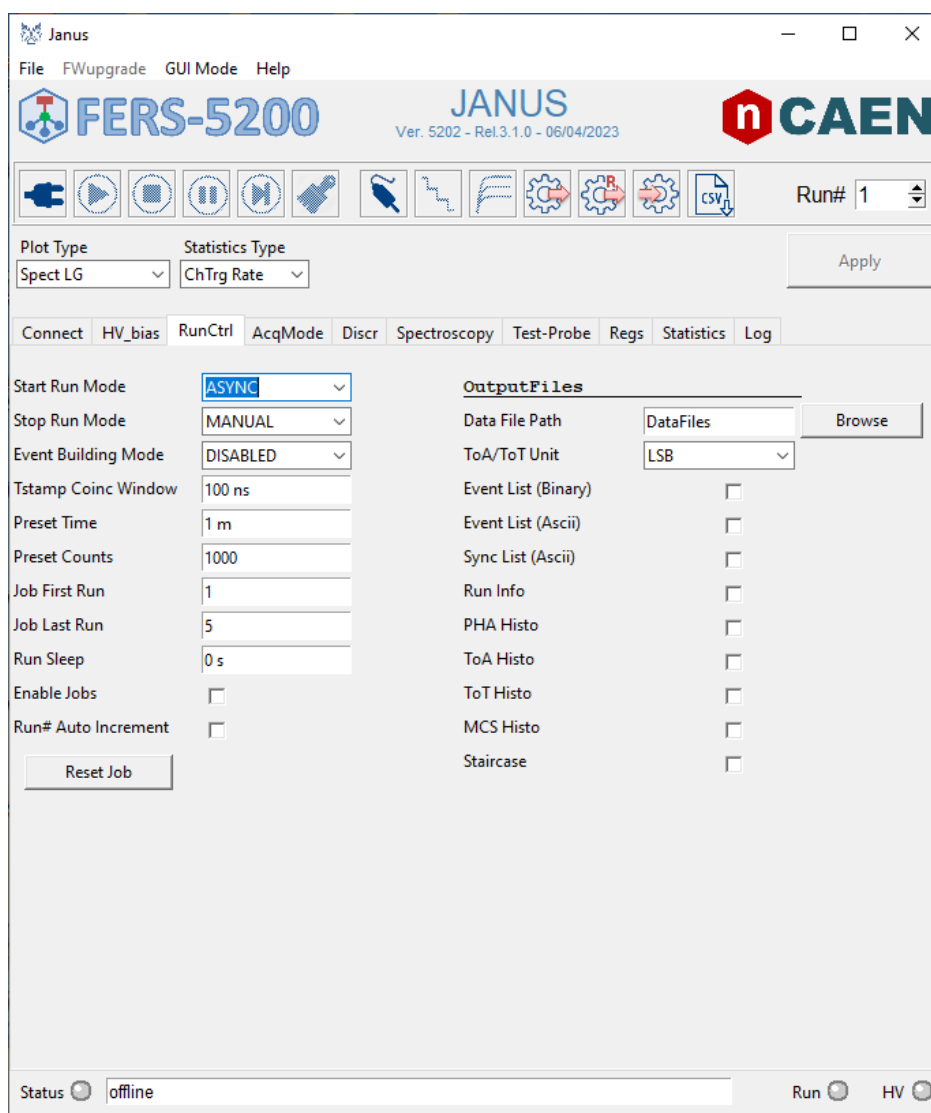 Janus
File FWupgrade GUI Mode Help
FERS-5200
JANUS
Ver. 5202 - Rel.3.1.0 - 06/04/2023
n CAEN
R
CSV
Run# 1
Plot Type
Statistics Type
Spect LG
ChTrg Rate
Apply
Connect HV_bias RunCtrl AcqMode Discr Spectroscopy Test-Probe Regs Statistics Log
Start Run Mode ASYNC
Stop Run Mode MANUAL
Event Building Mode DISABLED
Tstamp Coinc Window 100 ns
Preset Time 1 m
Preset Counts 1000
Job First Run 1
Job Last Run 5
Run Sleep 0 s
Enable Jobs
Run# Auto Increment
Reset Job
OutputFiles
Data File Path DataFiles Browse
ToA/ToT Unit LSB
Event List (Binary)
Event List (Ascii)
Sync List (Ascii)
Run Info
PHA Histo
ToA Histo
ToT Histo
MCS Histo
Staircase
Status offline Run HV